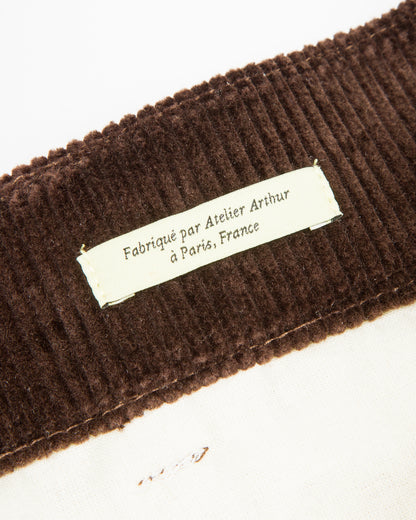 Fabriqué par Atelier Arthur
à Paris, France